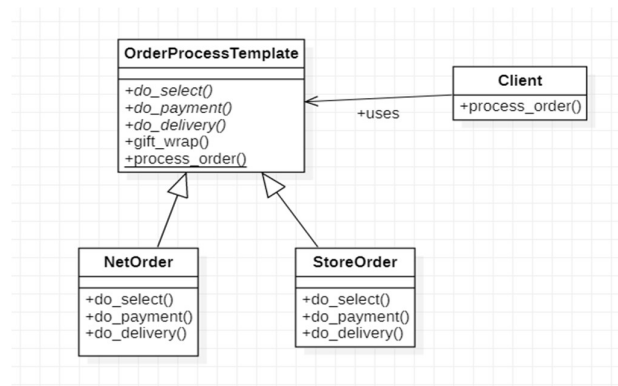 OrderProcessTemplate
+do_select()
+do_payment()
+do_delivery()
+gift_wrap()
+process_order()
Client
+process_order()
+uses
NetOrder
+do_select()
+do_payment()
+do_delivery()
StoreOrder
+do_select()
+do_payment()
+do_delivery()